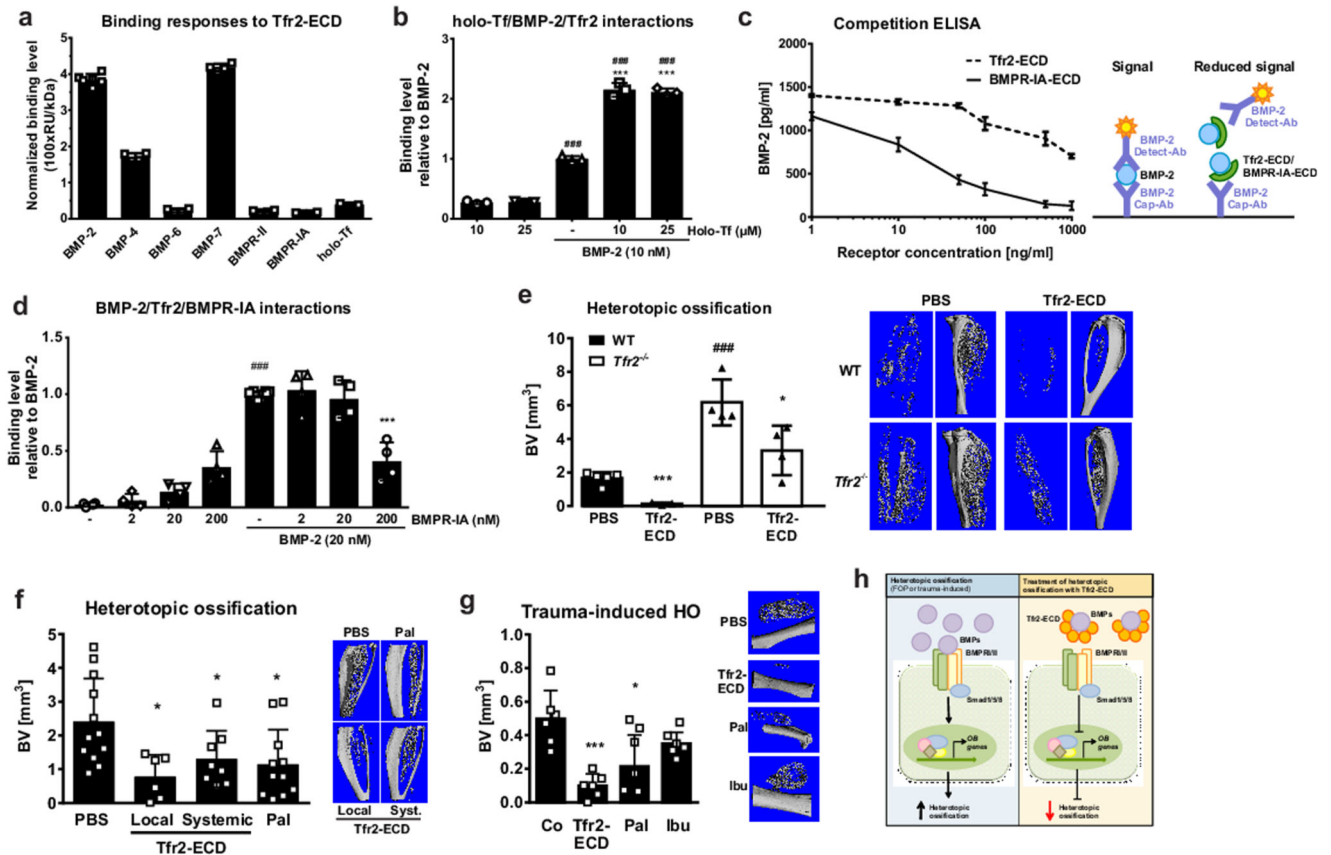 a
Binding responses to Tfr2-ECD
Normalized binding level
(100xRU/kDa)
5
4
3
2
1
0
BMP-2
BMP-4
BMP-6
BMP-7
BMPR-II
BMPR-IA
holo-Tf
b
holo-Tf/BMP-2/Tfr2 interactions
Binding level
relative to BMP-2
3
2
1
0
###
###
***
###
***
10
25
-
10
25
Holo-Tf (µM)
BMP-2 (10 nM)
c
Competition ELISA
BMP-2 [pg/ml]
2000
1500
1000
500
0
1
10
100
1000
Receptor concentration [ng/ml]
Tfr2-ECD
BMPR-IA-ECD
Signal
Reduced signal
BMP-2
Detect-Ab
BMP-2
BMP-2
Cap-Ab
BMP-2
Detect-Ab
Tfr2-ECD/
BMPR-IA-ECD
BMP-2
Cap-Ab
d
BMP-2/Tfr2/BMPR-IA interactions
Binding level
relative to BMP-2
1.5
1.0
0.5
0.0
###
***
-
2
20
200
-
2
20
200
BMPR-IA (nM)
BMP-2 (20 nM)
e
Heterotopic ossification
BV [mm³]
10
8
6
4
2
0
WT
Tfr2-/-
***
###
*
PBS
Tfr2-
ECD
PBS
Tfr2-
ECD
PBS
Tfr2-ECD
WT
Tfr2-/-
f
Heterotopic ossification
BV [mm³]
5
4
3
2
1
0
*
*
*
PBS
Local
Systemic
Pal
Tfr2-ECD
PBS
Pal
Local
Syst.
Tfr2-ECD
g
Trauma-induced HO
BV [mm³]
1.0
0.8
0.6
0.4
0.2
0.0
***
*
Co
Tfr2-
ECD
Pal
Ibu
PBS
Tfr2-
ECD
Pal
Ibu
h
Heterotopic ossification
(FOP or trauma-induced)
BMPs
BMPRI/II
Smad1/5/8
OB
genes
Heterotopic
ossification
Treatment of heterotopic
ossification with Tfr2-ECD
Tfr2-ECD
BMPs
BMPRI/II
Smad1/5/8
OB
genes
Heterotopic
ossification